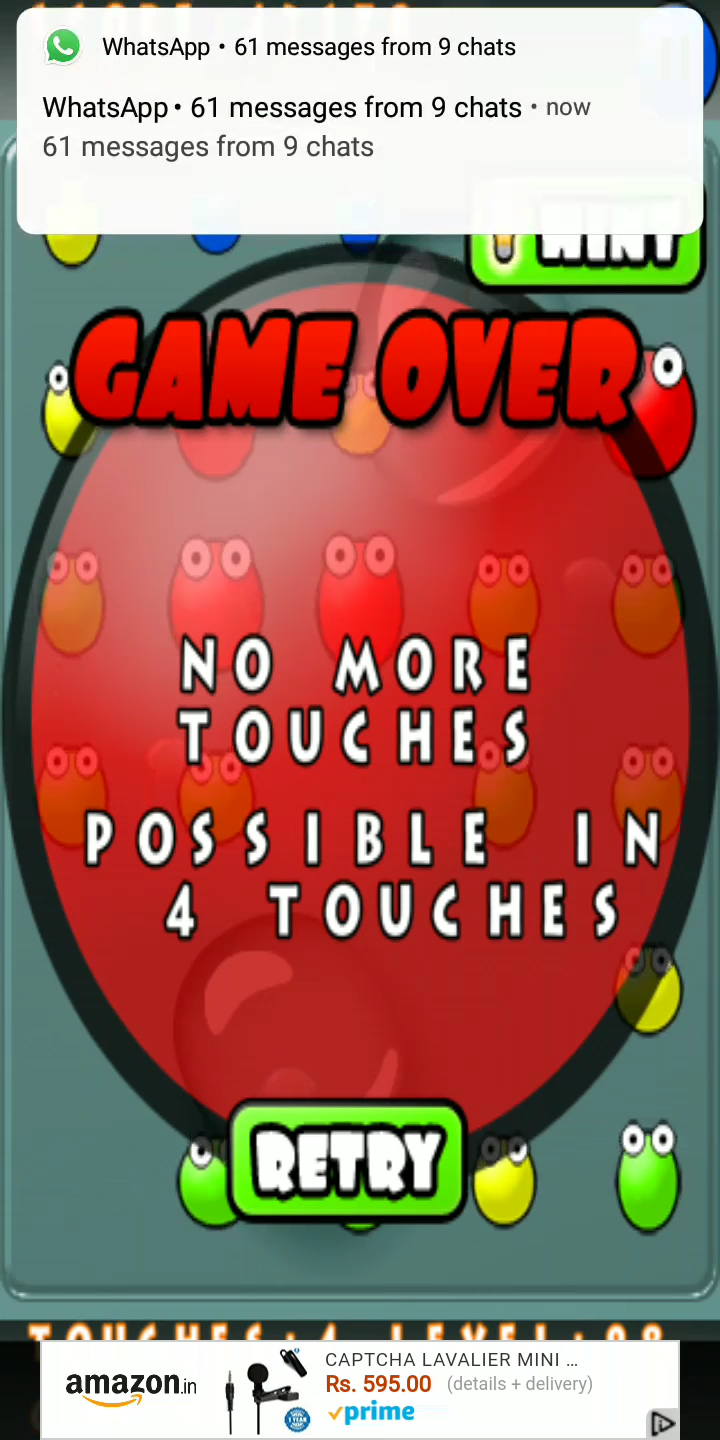 WhatsApp • 61 messages from 9 chats
WhatsApp • 61 messages from 9 chats • now
61 messages from 9 chats
HINT
GAME OVER
NO MORE
TOUCHES
POSSIBLE IN
4 TOUCHES
RETRY
amazon.in
CAPTCHA LAVALIER MINI ...
Rs. 595.00 (details + delivery)
prime